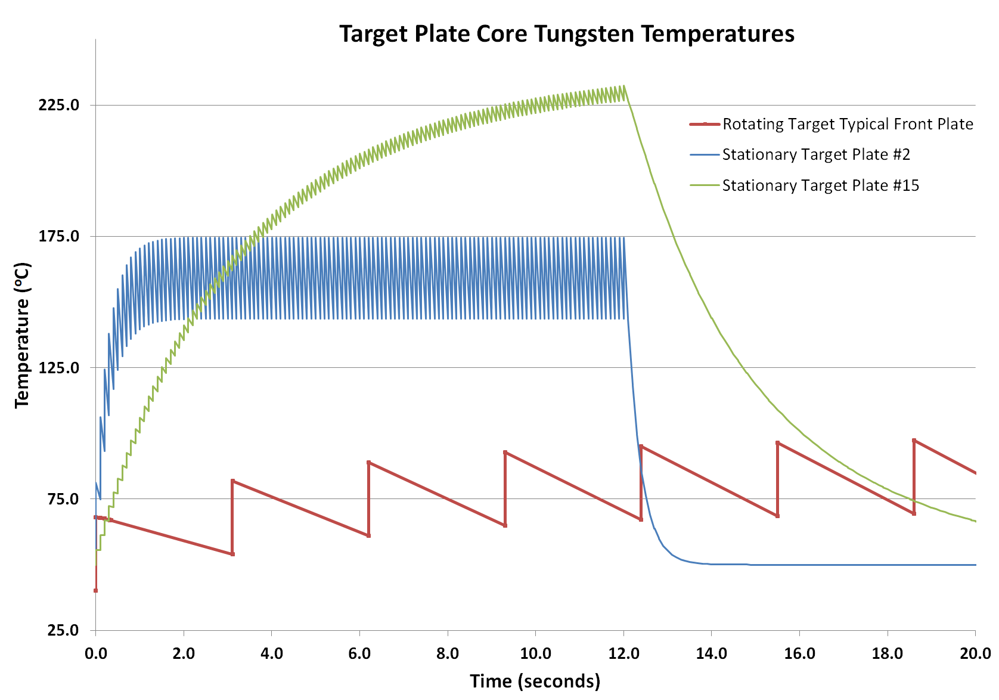 Target Plate Core Tungsten Temperatures
225.0
Rotating Target Typical Front Plate
Stationary Target Plate #2
Stationary Target Plate #15
175.0
Temperature (ºC)
125.0
75.0
25.0
0.0 2.0 4.0 6.0 8.0 10.0 12.0 14.0 16.0 18.0 20.0
Time (seconds)